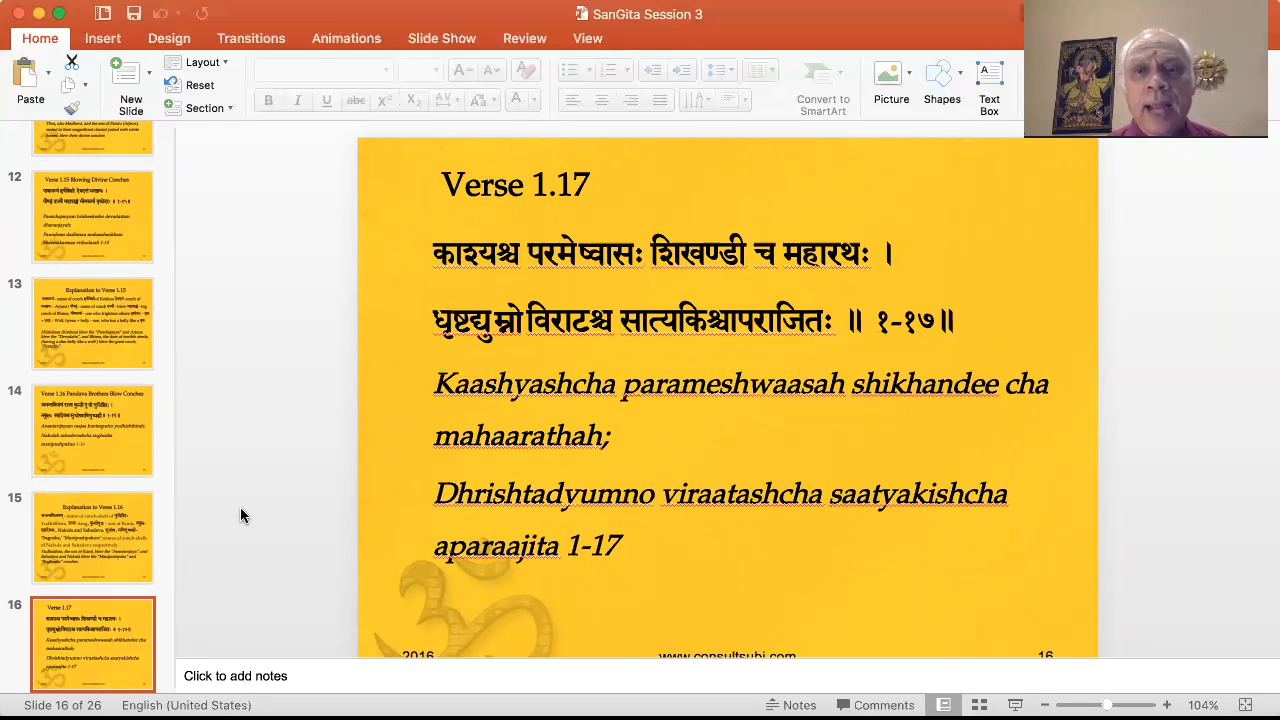 SanGita Session 3
Home Insert Design Transitions Animations Slide Show Review View
Paste
New Slide
Layout
Reset
Section
B I U abc X² X₂ AV Aa A
Convert to SmartArt
Picture
Shapes
Text Box
12
Verse 1.15 Blowing Divine Conches
13
Explanation to Verse 1.15
14
Verse 1.16 Pandava Brothers Blow Conches
15
Explanation to Verse 1.16
16
Verse 1.17
Verse 1.17
काश्यश्च परमेष्वासः शिखण्डी च महारथः ।
धृष्टद्युम्नो विराटश्च सात्यकिश्चापराजितः ॥ १-१७॥
Kaashyashcha parameshwaasah shikhandee cha
mahaarathah;
Dhrishtadyumno viraatashcha saatyakishcha
aparaajita 1-17
2016 www.consultsubi.com 16
Click to add notes
Slide 16 of 26 English (United States) Notes Comments 104%